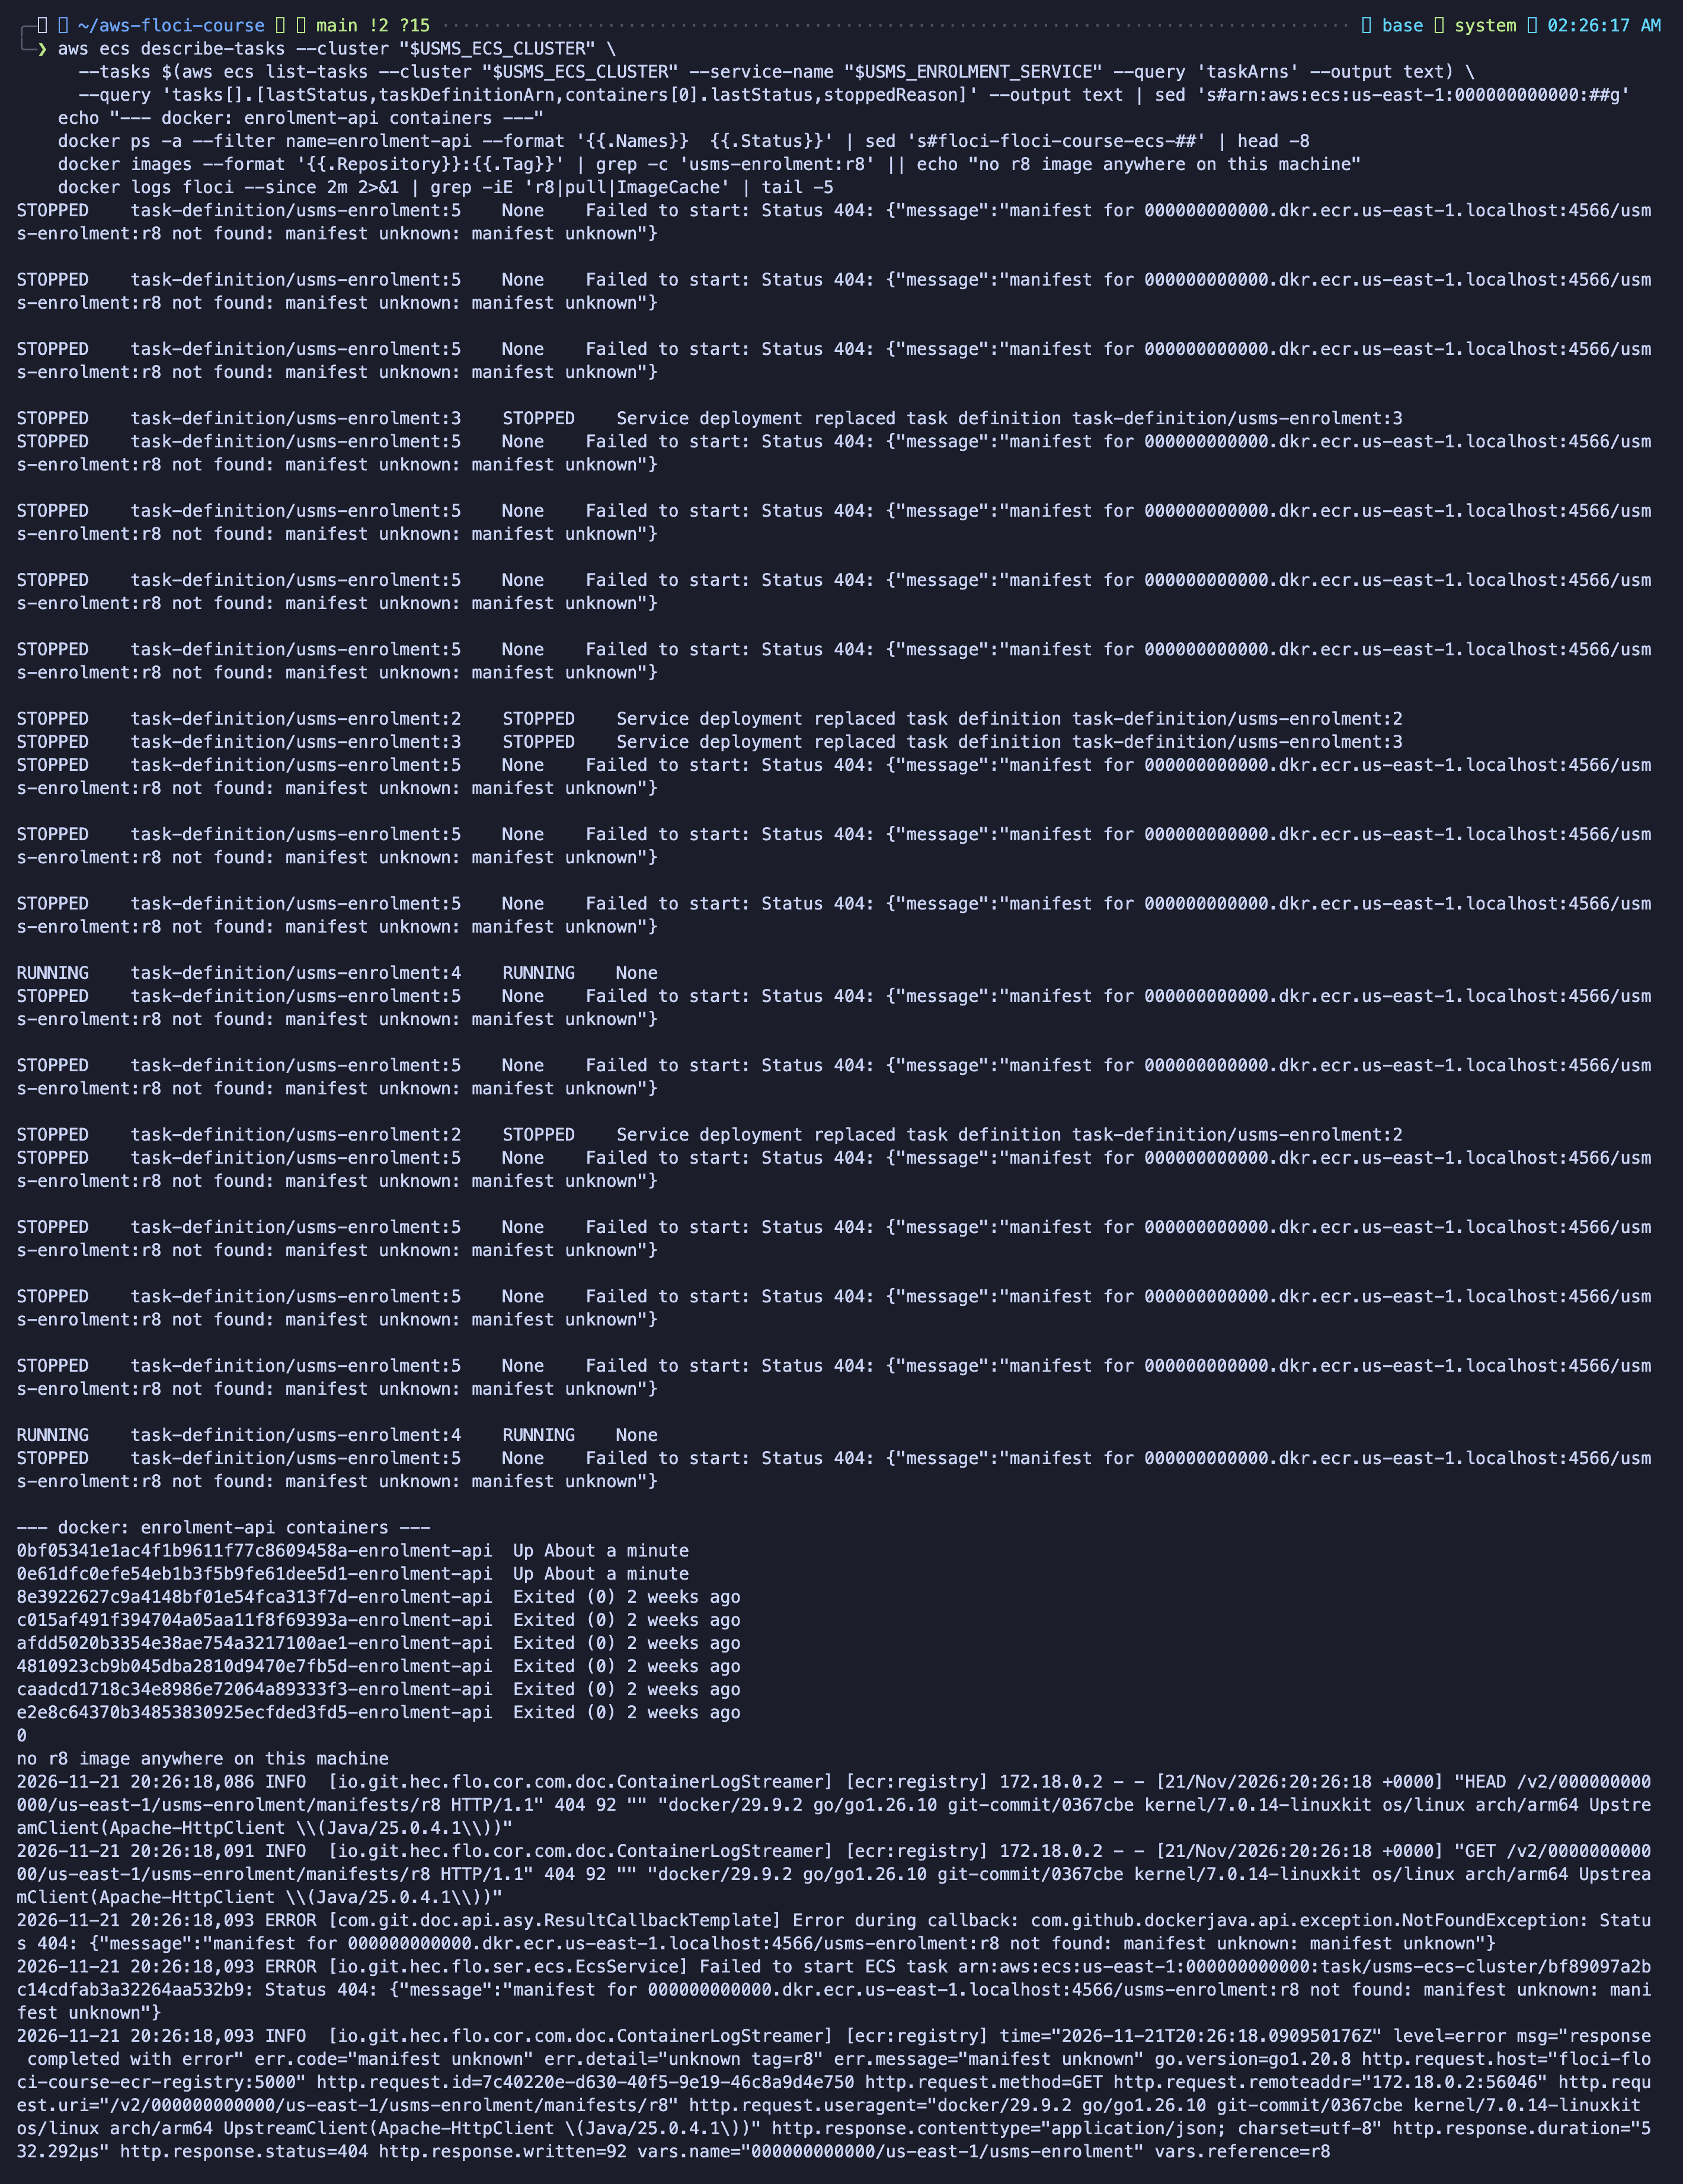 ~/aws-floci-course main !2 ?15 base system 02:26:17 AM
❯ aws ecs describe-tasks --cluster "$USMS_ECS_CLUSTER" \
--tasks $(aws ecs list-tasks --cluster "$USMS_ECS_CLUSTER" --service-name "$USMS_ENROLMENT_SERVICE" --query 'taskArns' --output text) \
--query 'tasks[].[lastStatus,taskDefinitionArn,containers[0].lastStatus,stoppedReason]' --output text | sed 's#arn:aws:ecs:us-east-1:000000000000:##g'
echo "--- docker: enrolment-api containers ---"
docker ps -a --filter name=enrolment-api --format '{{.Names}}  {{.Status}}' | sed 's#floci-floci-course-ecs-##' | head -8
docker images --format '{{.Repository}}:{{.Tag}}' | grep -c 'usms-enrolment:r8' || echo "no r8 image anywhere on this machine"
docker logs floci --since 2m 2>&1 | grep -iE 'r8|pull|ImageCache' | tail -5
STOPPED task-definition/usms-enrolment:5 None Failed to start: Status 404: {"message":"manifest for 000000000000.dkr.ecr.us-east-1.localhost:4566/usm
s-enrolment:r8 not found: manifest unknown: manifest unknown"}
STOPPED task-definition/usms-enrolment:5 None Failed to start: Status 404: {"message":"manifest for 000000000000.dkr.ecr.us-east-1.localhost:4566/usm
s-enrolment:r8 not found: manifest unknown: manifest unknown"}
STOPPED task-definition/usms-enrolment:5 None Failed to start: Status 404: {"message":"manifest for 000000000000.dkr.ecr.us-east-1.localhost:4566/usm
s-enrolment:r8 not found: manifest unknown: manifest unknown"}
STOPPED task-definition/usms-enrolment:3 STOPPED Service deployment replaced task definition task-definition/usms-enrolment:3
STOPPED task-definition/usms-enrolment:5 None Failed to start: Status 404: {"message":"manifest for 000000000000.dkr.ecr.us-east-1.localhost:4566/usm
s-enrolment:r8 not found: manifest unknown: manifest unknown"}
STOPPED task-definition/usms-enrolment:5 None Failed to start: Status 404: {"message":"manifest for 000000000000.dkr.ecr.us-east-1.localhost:4566/usm
s-enrolment:r8 not found: manifest unknown: manifest unknown"}
STOPPED task-definition/usms-enrolment:5 None Failed to start: Status 404: {"message":"manifest for 000000000000.dkr.ecr.us-east-1.localhost:4566/usm
s-enrolment:r8 not found: manifest unknown: manifest unknown"}
STOPPED task-definition/usms-enrolment:5 None Failed to start: Status 404: {"message":"manifest for 000000000000.dkr.ecr.us-east-1.localhost:4566/usm
s-enrolment:r8 not found: manifest unknown: manifest unknown"}
STOPPED task-definition/usms-enrolment:2 STOPPED Service deployment replaced task definition task-definition/usms-enrolment:2
STOPPED task-definition/usms-enrolment:3 STOPPED Service deployment replaced task definition task-definition/usms-enrolment:3
STOPPED task-definition/usms-enrolment:5 None Failed to start: Status 404: {"message":"manifest for 000000000000.dkr.ecr.us-east-1.localhost:4566/usm
s-enrolment:r8 not found: manifest unknown: manifest unknown"}
STOPPED task-definition/usms-enrolment:5 None Failed to start: Status 404: {"message":"manifest for 000000000000.dkr.ecr.us-east-1.localhost:4566/usm
s-enrolment:r8 not found: manifest unknown: manifest unknown"}
STOPPED task-definition/usms-enrolment:5 None Failed to start: Status 404: {"message":"manifest for 000000000000.dkr.ecr.us-east-1.localhost:4566/usm
s-enrolment:r8 not found: manifest unknown: manifest unknown"}
RUNNING task-definition/usms-enrolment:4 RUNNING None
STOPPED task-definition/usms-enrolment:5 None Failed to start: Status 404: {"message":"manifest for 000000000000.dkr.ecr.us-east-1.localhost:4566/usm
s-enrolment:r8 not found: manifest unknown: manifest unknown"}
STOPPED task-definition/usms-enrolment:5 None Failed to start: Status 404: {"message":"manifest for 000000000000.dkr.ecr.us-east-1.localhost:4566/usm
s-enrolment:r8 not found: manifest unknown: manifest unknown"}
STOPPED task-definition/usms-enrolment:2 STOPPED Service deployment replaced task definition task-definition/usms-enrolment:2
STOPPED task-definition/usms-enrolment:5 None Failed to start: Status 404: {"message":"manifest for 000000000000.dkr.ecr.us-east-1.localhost:4566/usm
s-enrolment:r8 not found: manifest unknown: manifest unknown"}
STOPPED task-definition/usms-enrolment:5 None Failed to start: Status 404: {"message":"manifest for 000000000000.dkr.ecr.us-east-1.localhost:4566/usm
s-enrolment:r8 not found: manifest unknown: manifest unknown"}
STOPPED task-definition/usms-enrolment:5 None Failed to start: Status 404: {"message":"manifest for 000000000000.dkr.ecr.us-east-1.localhost:4566/usm
s-enrolment:r8 not found: manifest unknown: manifest unknown"}
STOPPED task-definition/usms-enrolment:5 None Failed to start: Status 404: {"message":"manifest for 000000000000.dkr.ecr.us-east-1.localhost:4566/usm
s-enrolment:r8 not found: manifest unknown: manifest unknown"}
RUNNING task-definition/usms-enrolment:4 RUNNING None
STOPPED task-definition/usms-enrolment:5 None Failed to start: Status 404: {"message":"manifest for 000000000000.dkr.ecr.us-east-1.localhost:4566/usm
s-enrolment:r8 not found: manifest unknown: manifest unknown"}
--- docker: enrolment-api containers ---
0bf05341e1ac4f1b9611f77c8609458a-enrolment-api  Up About a minute
0e61dfc0efe54eb1b3f5b9fe61dee5d1-enrolment-api  Up About a minute
8e3922627c9a4148bf01e54fca313f7d-enrolment-api  Exited (0) 2 weeks ago
c015af491f394704a05aa11f8f69393a-enrolment-api  Exited (0) 2 weeks ago
afdd5020b3354e38ae754a3217100ae1-enrolment-api  Exited (0) 2 weeks ago
4810923cb9b045dba2810d9470e7fb5d-enrolment-api  Exited (0) 2 weeks ago
caadcd1718c34e8986e72064a89333f3-enrolment-api  Exited (0) 2 weeks ago
e2e8c64370b34853830925ecfded3fd5-enrolment-api  Exited (0) 2 weeks ago
0
no r8 image anywhere on this machine
2026-11-21 20:26:18,086 INFO  [io.git.hec.flo.cor.com.doc.ContainerLogStreamer] [ecr:registry] 172.18.0.2 - - [21/Nov/2026:20:26:18 +0000] "HEAD /v2/000000000
000/us-east-1/usms-enrolment/manifests/r8 HTTP/1.1" 404 92 "" "docker/29.9.2 go/go1.26.10 git-commit/0367cbe kernel/7.0.14-linuxkit os/linux arch/arm64 Upstre
amClient(Apache-HttpClient \\(Java/25.0.4.1\\))"
2026-11-21 20:26:18,091 INFO  [io.git.hec.flo.cor.com.doc.ContainerLogStreamer] [ecr:registry] 172.18.0.2 - - [21/Nov/2026:20:26:18 +0000] "GET /v2/0000000000
00/us-east-1/usms-enrolment/manifests/r8 HTTP/1.1" 404 92 "" "docker/29.9.2 go/go1.26.10 git-commit/0367cbe kernel/7.0.14-linuxkit os/linux arch/arm64 Upstrea
mClient(Apache-HttpClient \\(Java/25.0.4.1\\))"
2026-11-21 20:26:18,093 ERROR [com.git.doc.api.asy.ResultCallbackTemplate] Error during callback: com.github.dockerjava.api.exception.NotFoundException: Statu
s 404: {"message":"manifest for 000000000000.dkr.ecr.us-east-1.localhost:4566/usms-enrolment:r8 not found: manifest unknown: manifest unknown"}
2026-11-21 20:26:18,093 ERROR [io.git.hec.flo.ser.ecs.EcsService] Failed to start ECS task arn:aws:ecs:us-east-1:000000000000:task/usms-ecs-cluster/bf89097a2b
c14cdfab3a32264aa532b9: Status 404: {"message":"manifest for 000000000000.dkr.ecr.us-east-1.localhost:4566/usms-enrolment:r8 not found: manifest unknown: mani
fest unknown"}
2026-11-21 20:26:18,093 INFO  [io.git.hec.flo.cor.com.doc.ContainerLogStreamer] [ecr:registry] time="2026-11-21T20:26:18.090950176Z" level=error msg="response
completed with error" err.code="manifest unknown" err.detail="unknown tag=r8" err.message="manifest unknown" go.version=go1.20.8 http.request.host="floci-flo
ci-course-ecr-registry:5000" http.request.id=7c40220e-d630-40f5-9e19-46c8a9d4e750 http.request.method=GET http.request.remoteaddr="172.18.0.2:56046" http.requ
est.uri="/v2/000000000000/us-east-1/usms-enrolment/manifests/r8" http.request.useragent="docker/29.9.2 go/go1.26.10 git-commit/0367cbe kernel/7.0.14-linuxkit
os/linux arch/arm64 UpstreamClient(Apache-HttpClient \(Java/25.0.4.1\))" http.response.contenttype="application/json; charset=utf-8" http.response.duration="5
32.292µs" http.response.status=404 http.response.written=92 vars.name="000000000000/us-east-1/usms-enrolment" vars.reference=r8